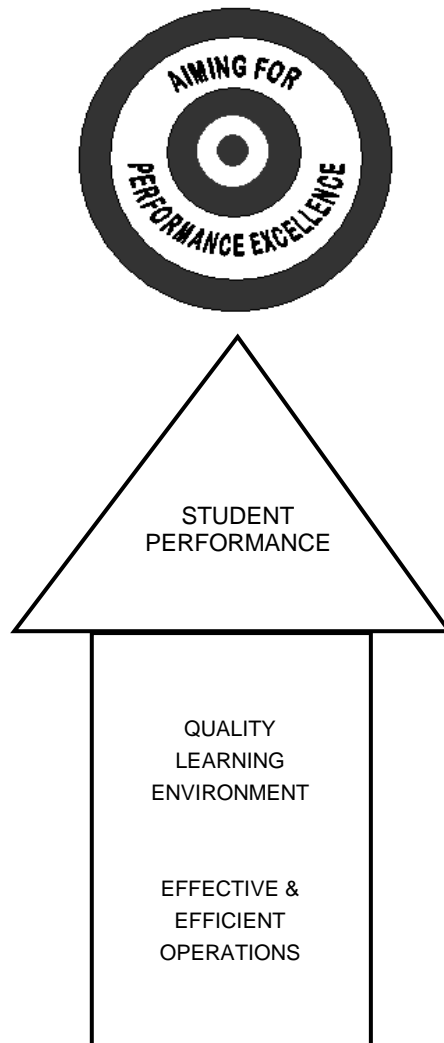 AIMING FOR
PERFORMANCE EXCELLENCE
STUDENT
PERFORMANCE
QUALITY
LEARNING
ENVIRONMENT
EFFECTIVE &
EFFICIENT
OPERATIONS